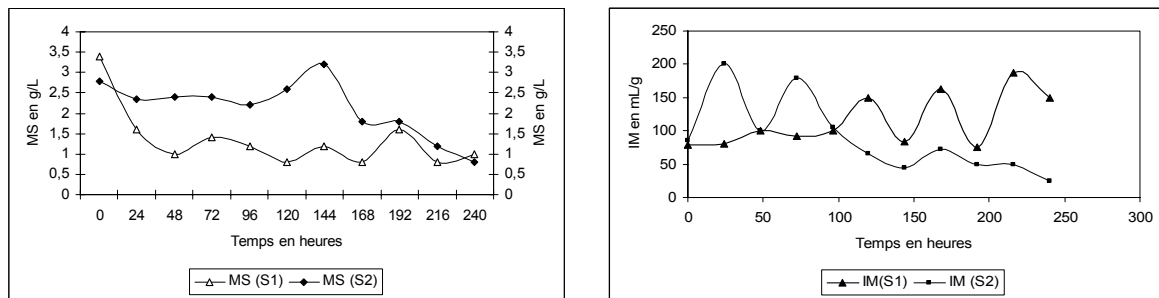 MS en g/L
4
3,5
3
2,5
2
1,5
1
0,5
0
4
3,5
3
2,5
2
1,5
1
0,5
0
MS en g/L
0 24 48 72 96 120 144 168 192 216 240
Temps en heures
MS (S1) MS (S2)
IM en mL/g
250
200
150
100
50
0
0 50 100 150 200 250 300
Temps en heures
IM(S1) IM (S2)